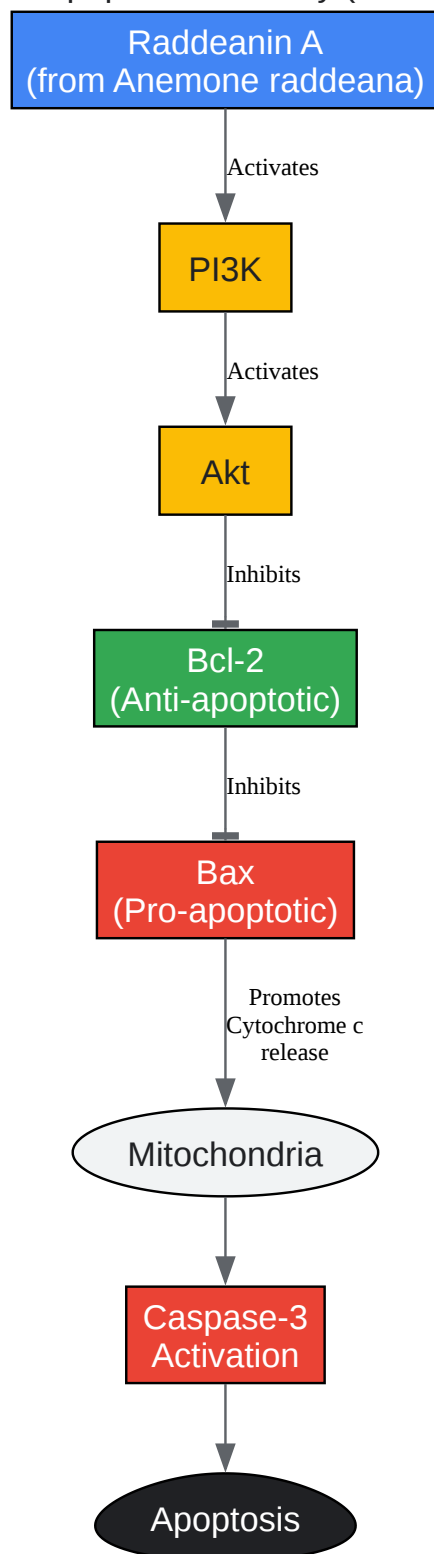 Raddeanin A
(from Anemone raddeana)
Activates
PI3K
Activates
Akt
Inhibits
Bcl-2
(Anti-apoptotic)
Inhibits
Bax
(Pro-apoptotic)
Promotes
Cytochrome c
release
Mitochondria
Caspase-3
Activation
Apoptosis